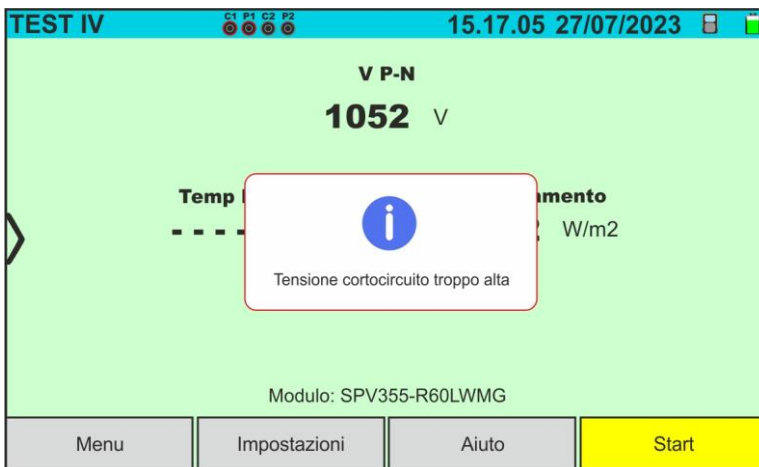 TEST IV C1 P1 C2 P2 15.17.05 27/07/2023
V P-N
1052 V
Temp
- - - - W/m2
Tensione cortocircuito troppo alta
Modulo: SPV355-R60LWMG
Menu Impostazioni Aiuto Start